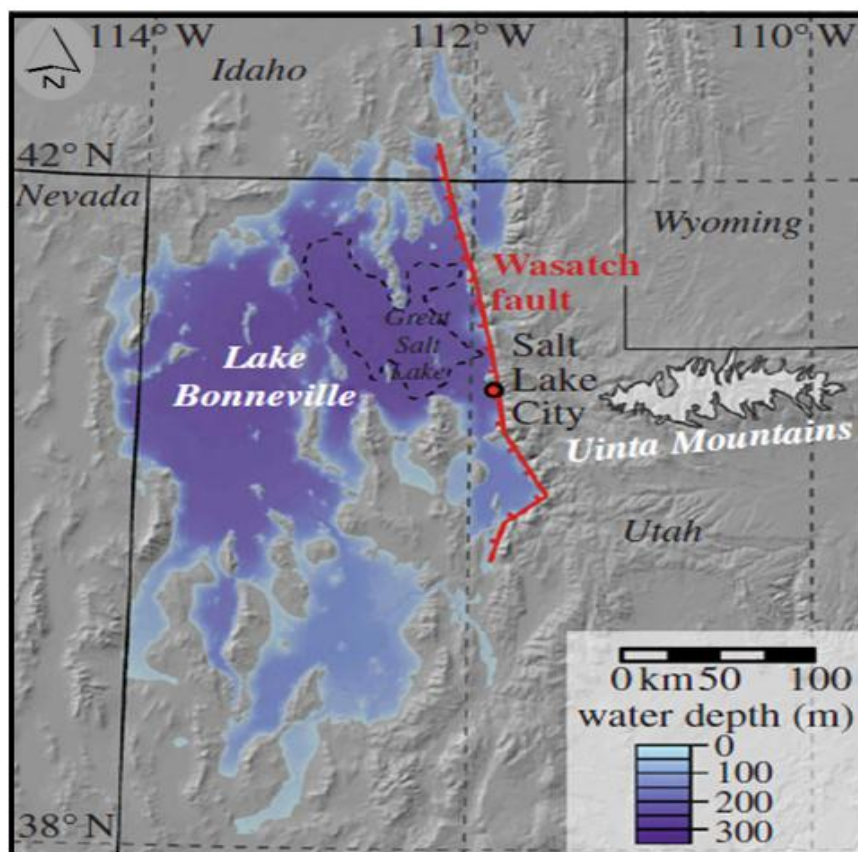 114° W
112° W
110° W
N
Idaho
42° N
Nevada
Wyoming
Wasatch
fault
Great
Salt
Lake
Salt
Lake
City
Lake
Bonneville
Uinta Mountains
Utah
0 km 50 100
water depth (m)
0
100
200
300
38° N